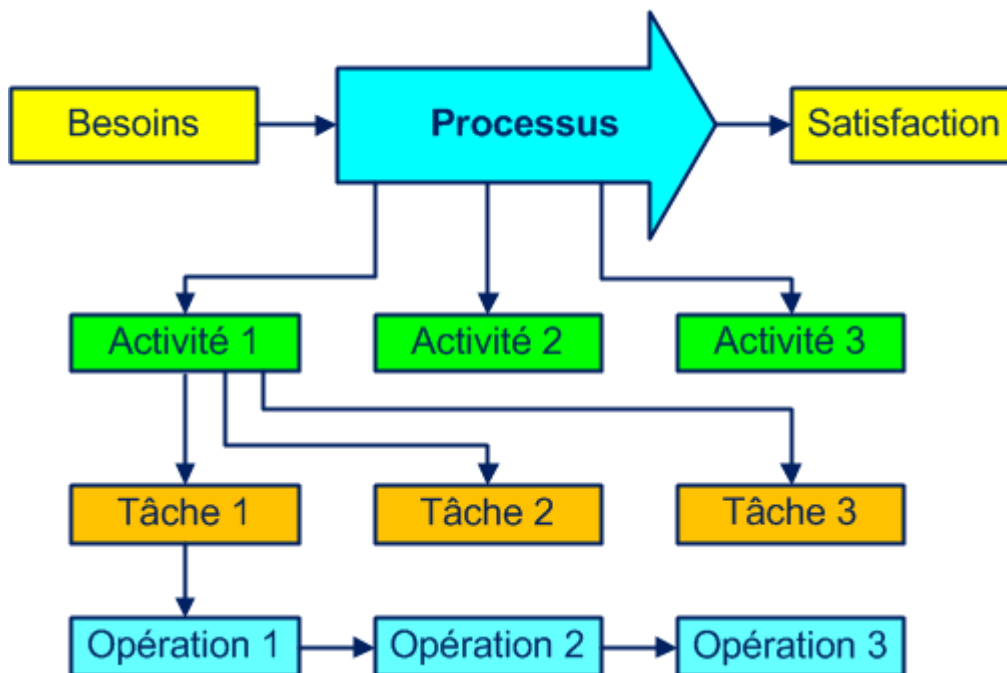 Besoins
Processus
Satisfaction
Activité 1
Activité 2
Activité 3
Tâche 1
Tâche 2
Tâche 3
Opération 1
Opération 2
Opération 3